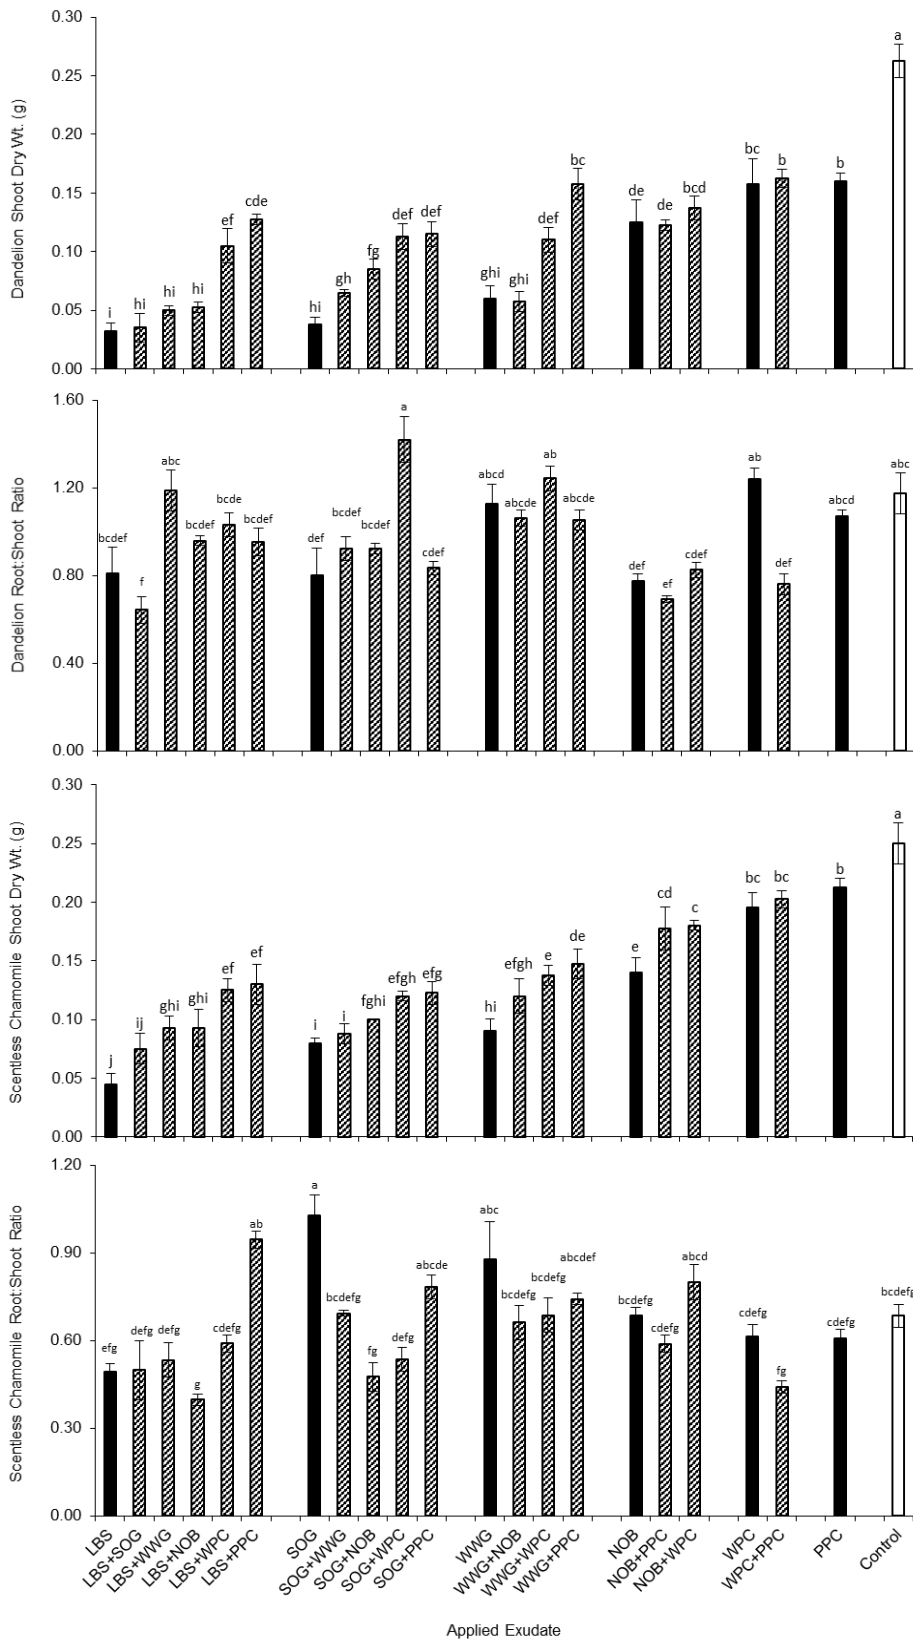 Dandelion Shoot Dry Wt. (g)
0.30
0.25
0.20
0.15
0.10
0.05
0.00
i hi hi hi ef cde hi gh fg def def ghi ghi def bc de de bcd bc b b a
Dandelion Root:Shoot Ratio
1.60
1.20
0.80
0.40
0.00
bcdef f abc bcdef bcde bcdef def bcdef bcdef a cdef abcd abcde ab abcde def ef cdef ab def abcd abc
Scentless Chamomile Shoot Dry Wt. (g)
0.30
0.25
0.20
0.15
0.10
0.05
0.00
j ij ghi ghi ef ef i i fghi efgh efg hi efgh e de e cd c bc bc b a
Scentless Chamomile Root:Shoot Ratio
1.20
0.90
0.60
0.30
0.00
efg defg defg g cdefg ab a bcdefg fg defg abcde abc bcdefg bcdefg abcdef bcdefg cdefg abcd cdefg fg cdefg bcdefg
LBS
LBS+SOG
LBS+WWG
LBS+NOB
LBS+WPC
LBS+PPC
SOG
SOG+WWG
SOG+NOB
SOG+WPC
SOG+PPC
WWG
WWG+NOB
WWG+WPC
WWG+PPC
NOB
NOB+PPC
NOB+WPC
WPC
WPC+PPC
PPC
Control
Applied Exudate